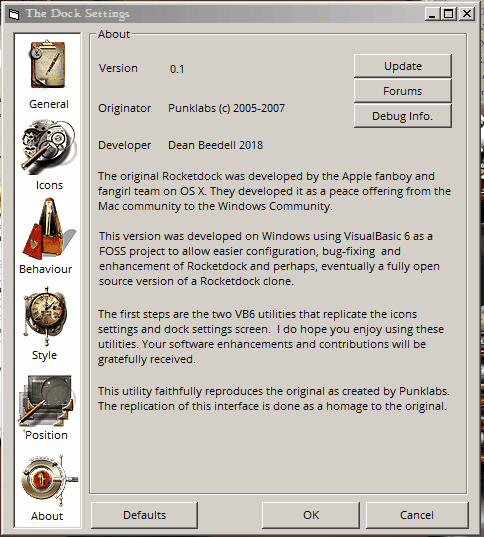 The Dock Settings
General
Icons
Behaviour
Style
'Position
About
About
Version 0.1
Originator Punklabs (c) 2005-2007
Developer Dean Beedell 2018
Update
Forums
Debug Info.
The original Rocketdock was developed by the Apple fanboy and
fangirl team on OS X. They developed it as a peace offering from the
Mac community to the Windows Community.
This version was developed on Windows using VisualBasic 6 as a
FOSS project to allow easier configuration, bug-fixing and
enhancement of Rocketdock and perhaps, eventually a fully open
source version of a Rocketdock clone.
The first steps are the two VB6 utilities that replicate the icons
settings and dock settings screen. I do hope you enjoy using these
utilities. Your software enhancements and contributions will be
gratefully received.
This utility faithfully reproduces the original as created by Punklabs.
The replication of this interface is done as a homage to the original.
Defaults
OK
Cancel